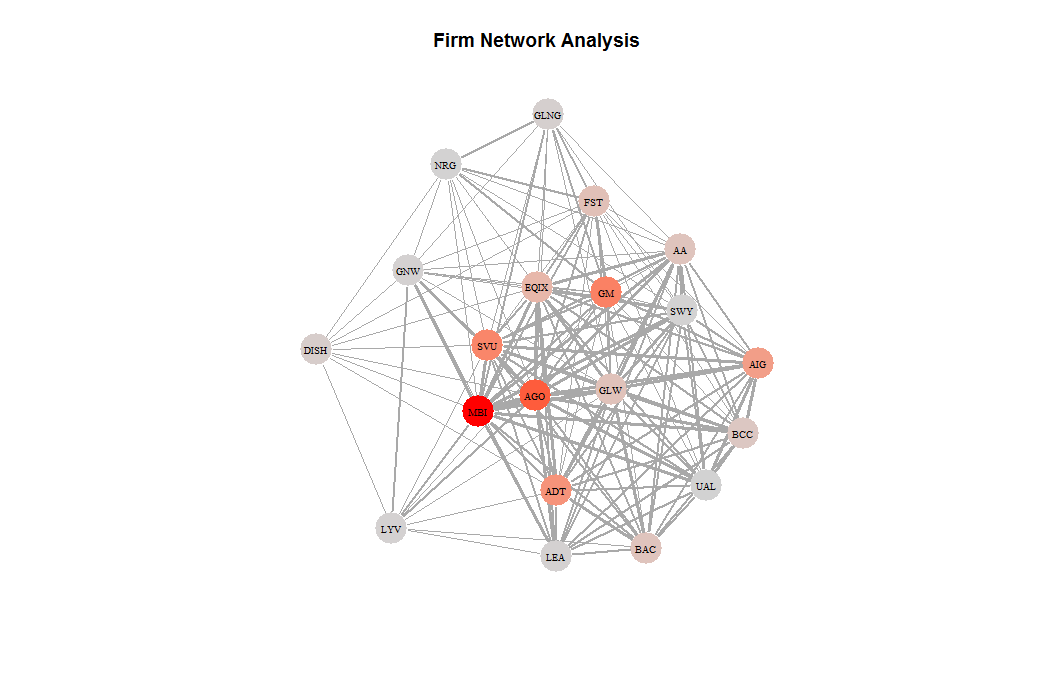 Firm Network Analysis
GLNG
NRG
FST
AA
GNW
EQIX
GM
SWY
DISH
SVU
AIG
GLW
AGO
MBI
BCC
UAL
ADT
LYV
BAC
LEA